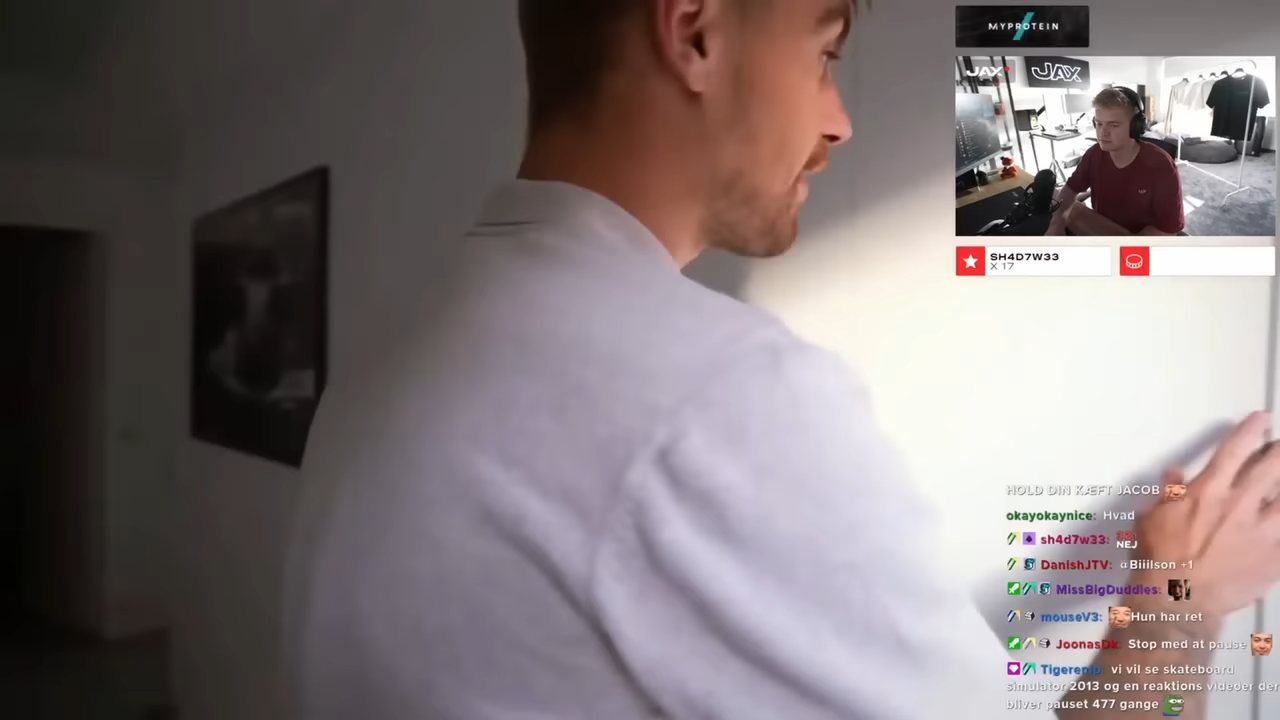 MYPROTEIN
JAX
JAX
SH4D7W33
X 17
HOLD DIN KÆFT JACOB
okayokaynice: Hvad
sh4d7w33: NEJ
DanishJTV: @Biiilson +1
MissBigDuddies:
mouseV3: Hun har ret
JoonasDk: Stop med at pause
vi vil se skateboard
simulator 2013 og en reaktions videoer der
bliver pauset 477 gange